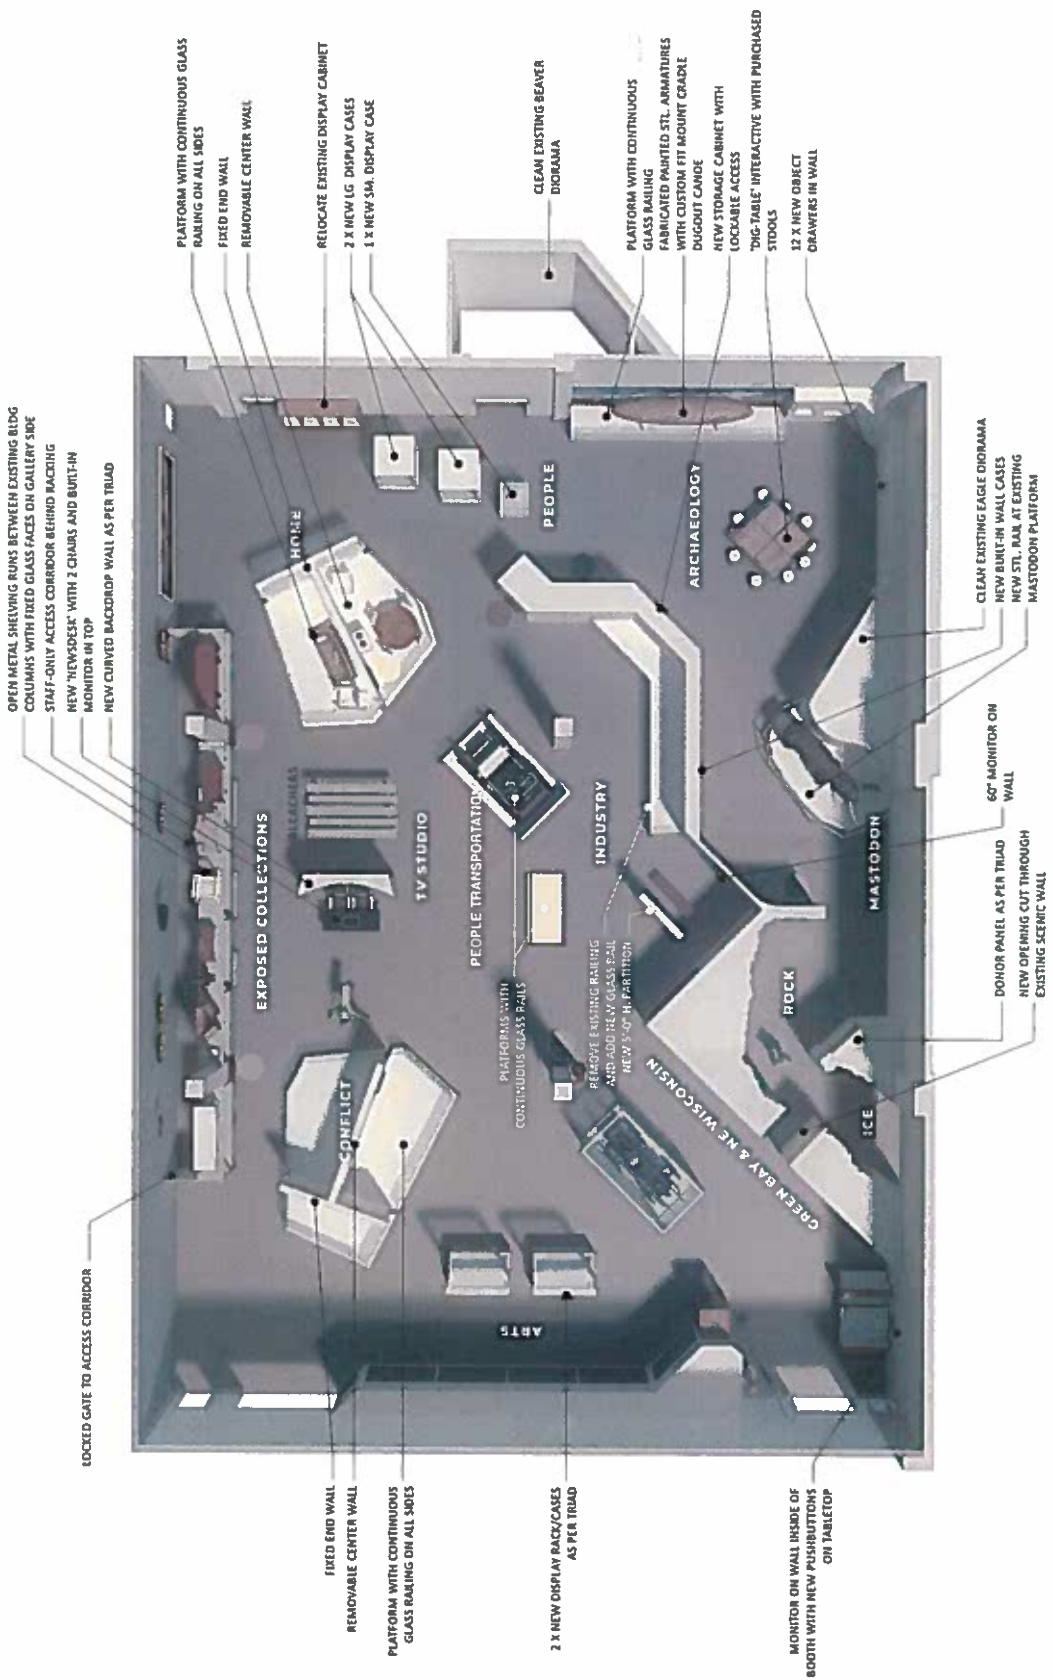 OPEN METAL SHELVING RUNS BETWEEN EXISTING BLDG
COLUMNS WITH FIXED GLASS FACES ON GALLERY SIDE
STAFF-ONLY ACCESS CORRIDOR BEHIND RACKING
NEW "NEWSDESK" WITH 2 CHAIRS AND BUILT-IN
MONITOR IN TOP
NEW CURVED BACKDROP WALL AS PER TRIAD
LOCKED GATE TO ACCESS CORRIDOR
PLATFORM WITH CONTINUOUS GLASS
RAILING ON ALL SIDES
FIXED END WALL
REMOVABLE CENTER WALL
RELOCATE EXISTING DISPLAY CABINET
2 X NEW LG. DISPLAY CASES
1 X NEW SM. DISPLAY CASE
CLEAN EXISTING BEAVER
DIORAMA
PLATFORM WITH CONTINUOUS
GLASS RAILING
FABRICATED PAINTED STL. ARMATURES
WITH CUSTOM FIT MOUNT CRADLE
DUGOUT CANOE
NEW STORAGE CABINET WITH
LOCKABLE ACCESS
"DIG-TABLE" INTERACTIVE WITH PURCHASED
STOOLS
12 X NEW OBJECT
DRAWERS IN WALL
FIXED END WALL
REMOVABLE CENTER WALL
PLATFORM WITH CONTINUOUS
GLASS RAILING ON ALL SIDES
2 X NEW DISPLAY RACK/CASES
AS PER TRIAD
MONITOR ON WALL INSIDE OF
BOOTH WITH NEW PUSHBUTTONS
ON TABLETOP
EXPOSED COLLECTIONS
HOME
BLEACHERS
TV STUDIO
CONFLICT
PEOPLE
PEOPLE TRANSPORTATION
PLATFORMS WITH
CONTINUOUS GLASS RAILS
INDUSTRY
REMOVE EXISTING RAILING
AND ADD NEW GLASS RAIL
NEW 5'-0" H. PARTITION
ARTS
GREEN BAY & NE WISCONSIN
ARCHAEOLOGY
ROCK
MASTODON
ICE
CLEAN EXISTING EAGLE DIORAMA
NEW BUILT-IN WALL CASES
NEW STL. RAIL AT EXISTING
MASTODON PLATFORM
60" MONITOR ON
WALL
DONOR PANEL AS PER TRIAD
NEW OPENING CUT THROUGH
EXISTING SCENIC WALL